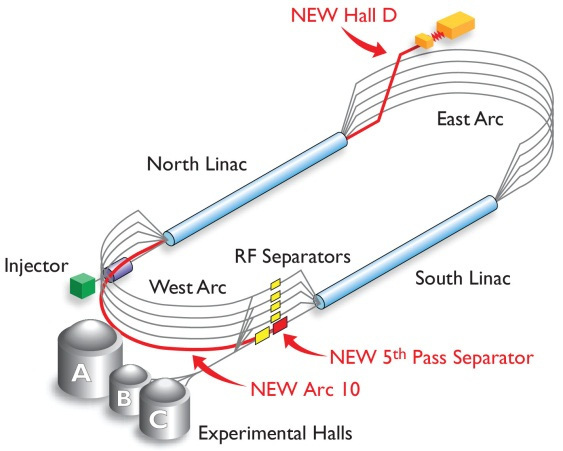 NEW Hall D
East Arc
North Linac
RF Separators
Injector
South Linac
West Arc
NEW 5th Pass Separator
A
B
C
NEW Arc 10
Experimental Halls